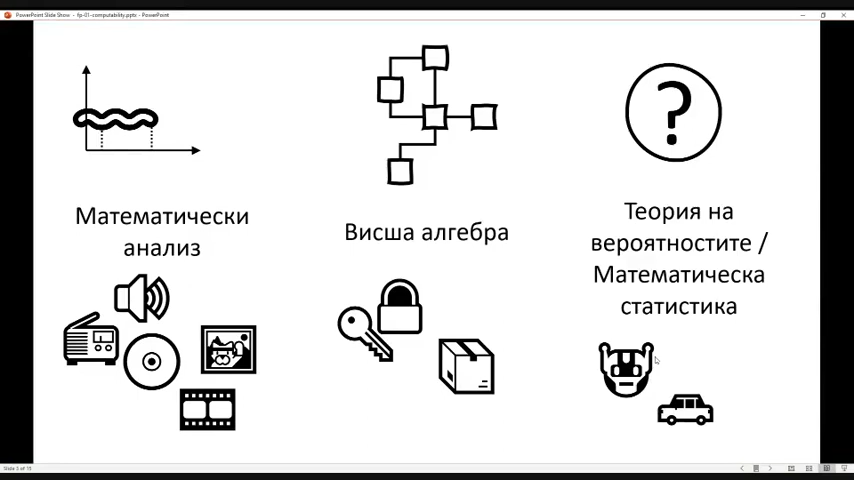 PowerPoint Slide Show - fp-01-computability.pptx - PowerPoint
?
Математически
анализ
Висша алгебра
Теория на
вероятностите /
Математическа
статистика
Slide 5 of 15